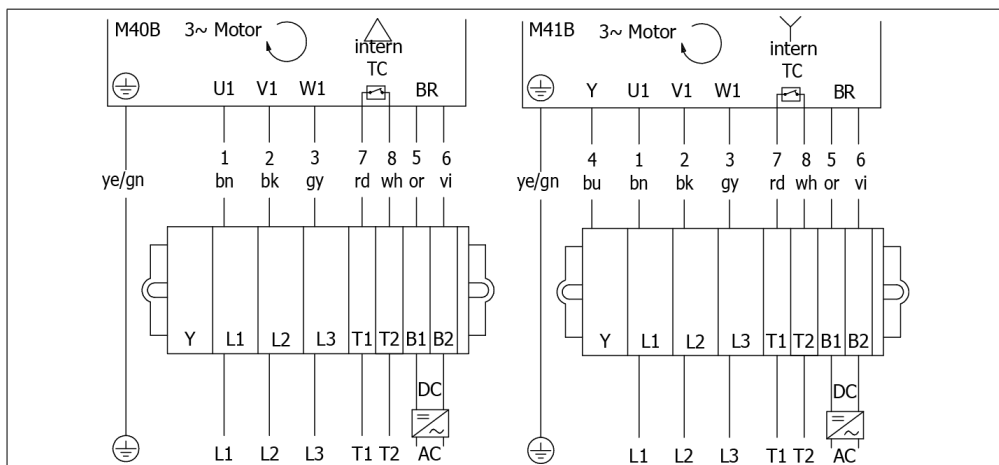 M40B 3~ Motor
intern
TC
U1 V1 W1 BR
1 2 3 7 8 5 6
ye/gn bn bk gy rd wh or vi
Y L1 L2 L3 T1 T2 B1 B2
DC
L1 L2 L3 T1 T2 AC
M41B 3~ Motor
intern
TC
Y U1 V1 W1 BR
4 1 2 3 7 8 5 6
ye/gn bu bn bk gy rd wh or vi
Y L1 L2 L3 T1 T2 B1 B2
DC
L1 L2 L3 T1 T2 AC